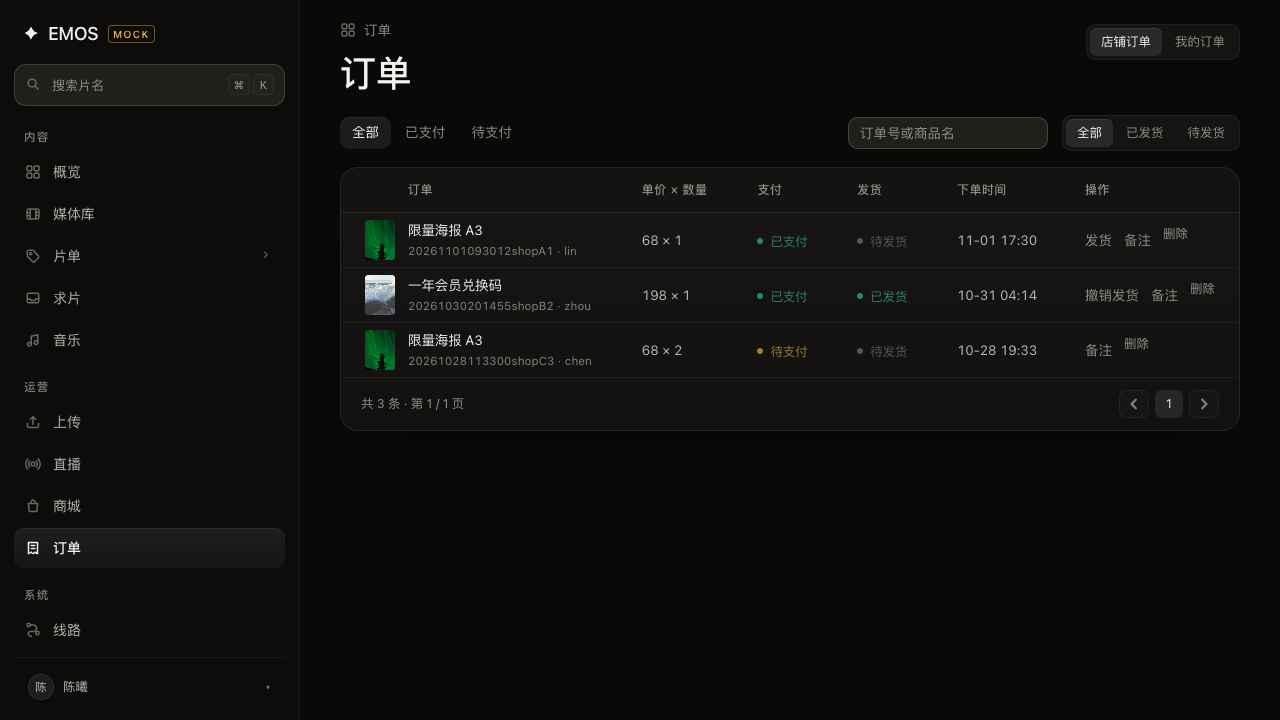 EMOS MOCK
搜索片名 ⌘ K
内容
概览
媒体库
片单
求片
音乐
运营
上传
直播
商城
订单
系统
线路
陈 陈曦
订单
订单
店铺订单 我的订单
全部 已支付 待支付
订单号或商品名
全部 已发货 待发货
订单 单价 × 数量 支付 发货 下单时间 操作
限量海报 A3
20261101093012shopA1 · lin
68 × 1 已支付 待发货 11-01 17:30 发货 备注 删除
一年会员兑换码
20261030201455shopB2 · zhou
198 × 1 已支付 已发货 10-31 04:14 撤销发货 备注 删除
限量海报 A3
20261028113300shopC3 · chen
68 × 2 待支付 待发货 10-28 19:33 备注 删除
共 3 条 · 第 1 / 1 页
1